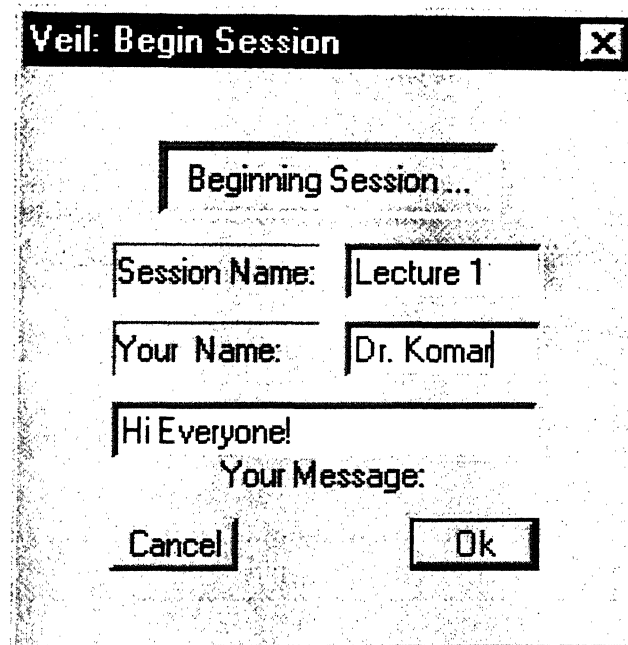 Veil: Begin Session
Beginning Session ...
Session Name: Lecture 1
Your Name: Dr. Komar
Hi Everyone!
Your Message:
Cancel Ok